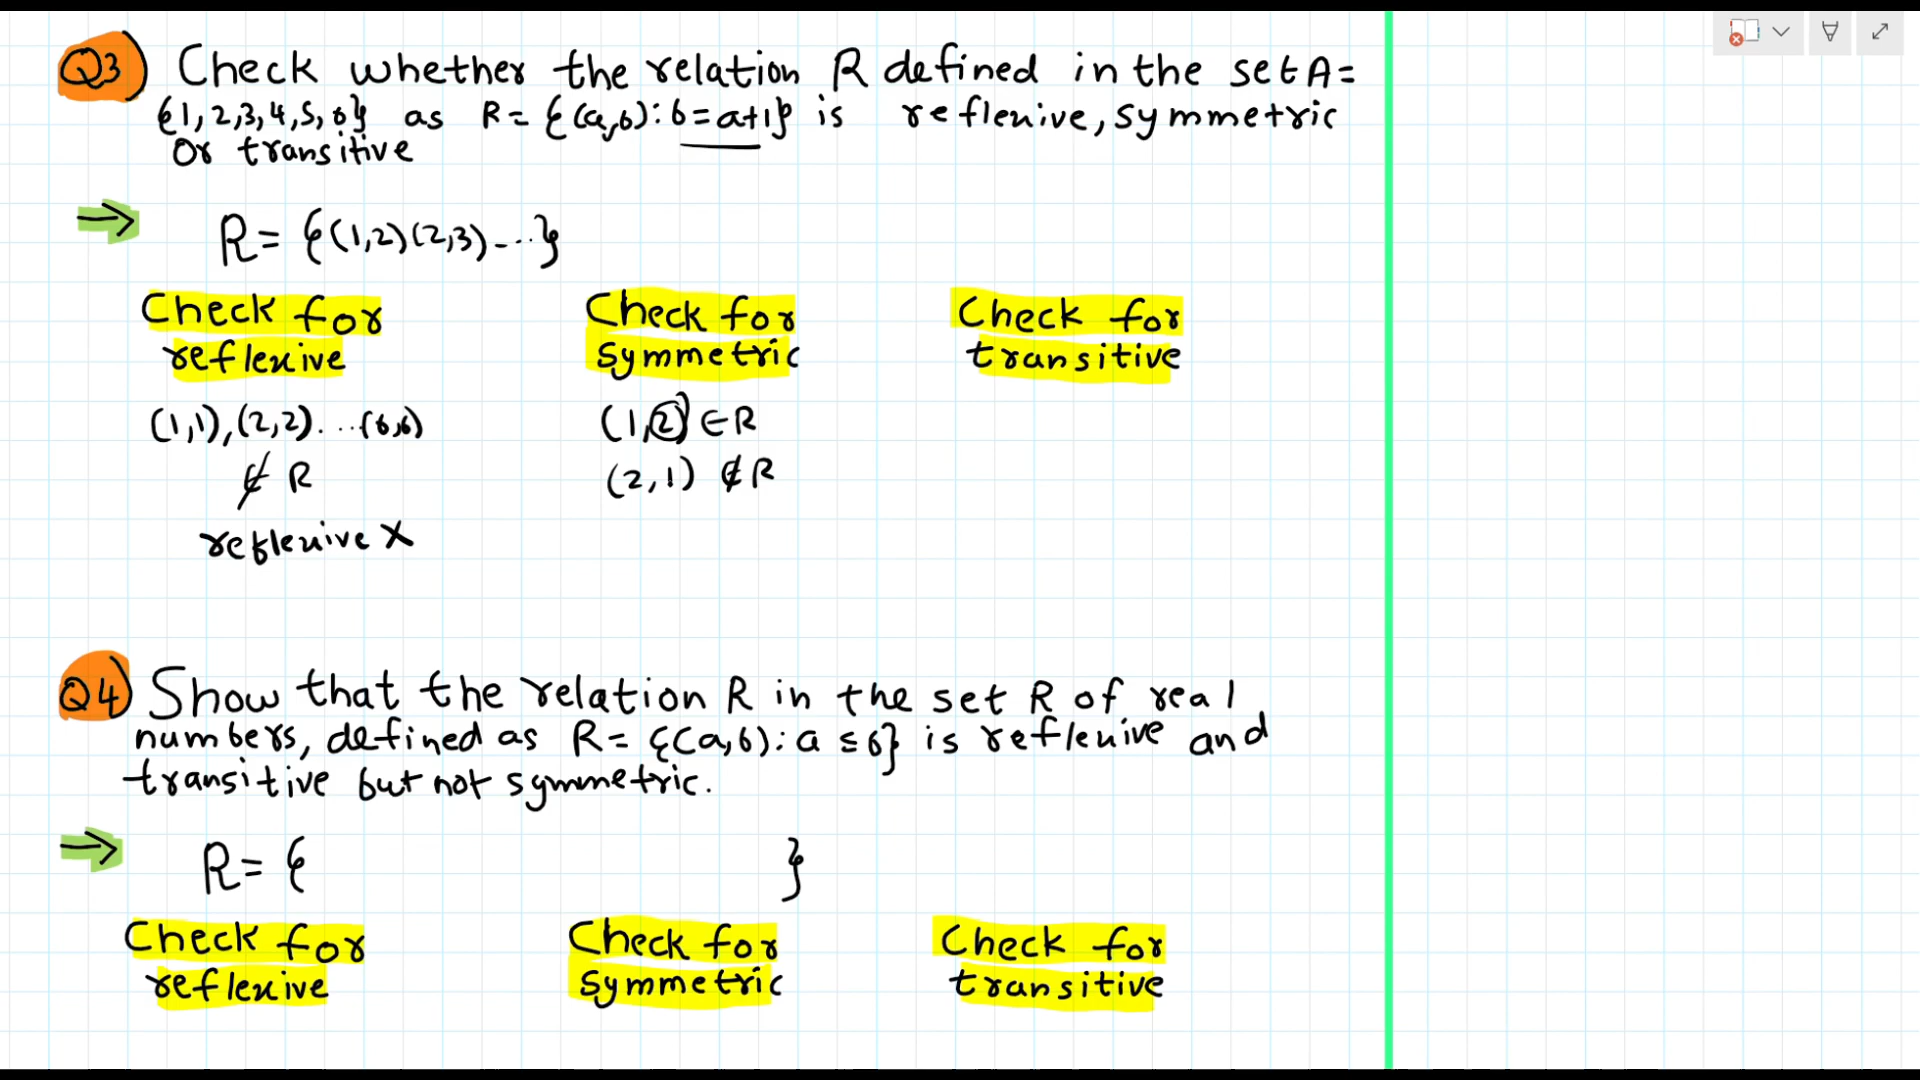 Q3) Check whether the relation R defined in the set A =
{1, 2, 3, 4, 5, 6} as R = {(a, b) : b = a+1} is reflexive, symmetric
Or transitive
⇒ R = {(1,2)(2,3)-...}
Check for reflexive
(1,1), (2,2)....(6,6)
∉ R
reflexive X
Check for symmetric
(1,2) ∈ R
(2,1) ∉ R
Check for transitive
Q4) Show that the relation R in the set R of real
numbers, defined as R = {(a, b) : a ≤ b} is reflexive and
transitive but not symmetric.
⇒ R = { }
Check for reflexive
Check for symmetric
Check for transitive